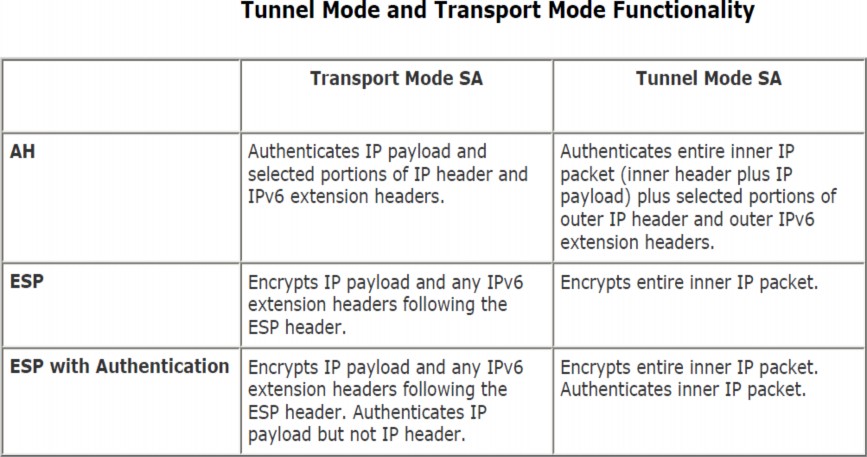 Tunnel Mode and Transport Mode Functionality
Transport Mode SA
Tunnel Mode SA
AH
Authenticates IP payload and
selected portions of IP header and
IPv6 extension headers.
Authenticates entire inner IP
packet (inner header plus IP
payload) plus selected portions of
outer IP header and outer IPv6
extension headers.
ESP
Encrypts IP payload and any IPv6
extension headers following the
ESP header.
Encrypts entire inner IP packet.
ESP with Authentication
Encrypts IP payload and any IPv6
extension headers following the
ESP header. Authenticates IP
payload but not IP header.
Encrypts entire inner IP packet.
Authenticates inner IP packet.